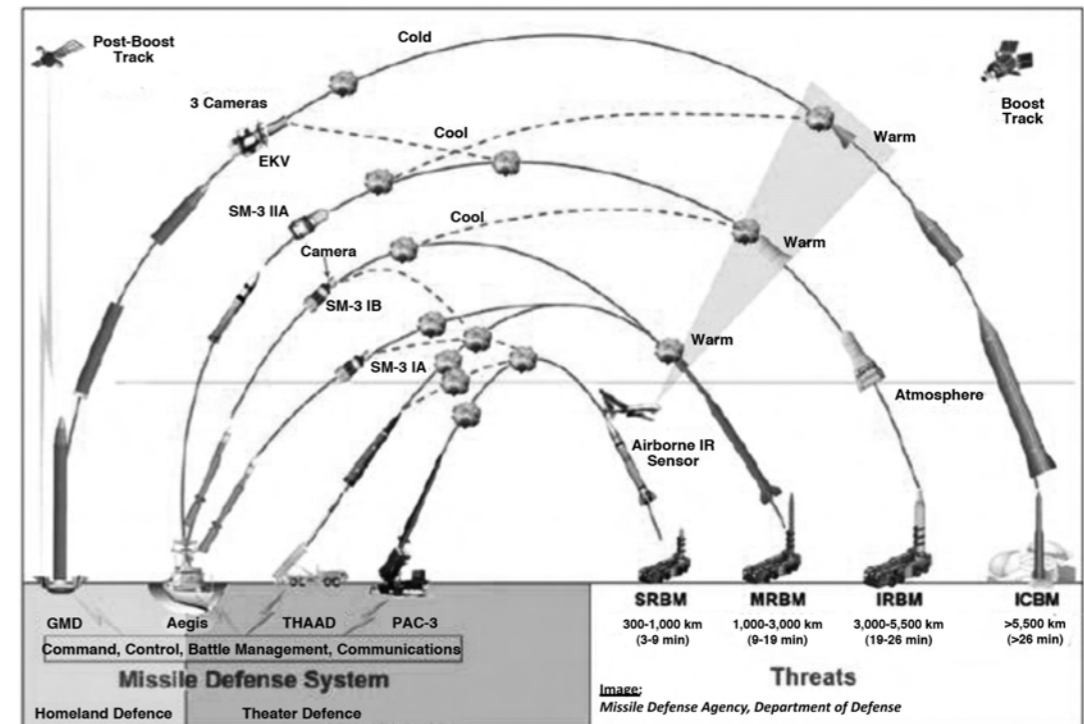 Post-Boost
Track
Cold
3 Cameras
EKV
Cool
Boost
Track
Warm
SM-3 IIA
Cool
Camera
Warm
SM-3 IB
Warm
SM-3 IA
Atmosphere
Airborne IR
Sensor
GMD
Aegis
THAAD
PAC-3
Command, Control, Battle Management, Communications
Missile Defense System
Homeland Defence
Theater Defence
SRBM
300-1,000 km
(3-9 min)
MRBM
1,000-3,000 km
(9-19 min)
IRBM
3,000-5,500 km
(19-26 min)
ICBM
>5,500 km
(>26 min)
Threats
Image:
Missile Defense Agency, Department of Defense